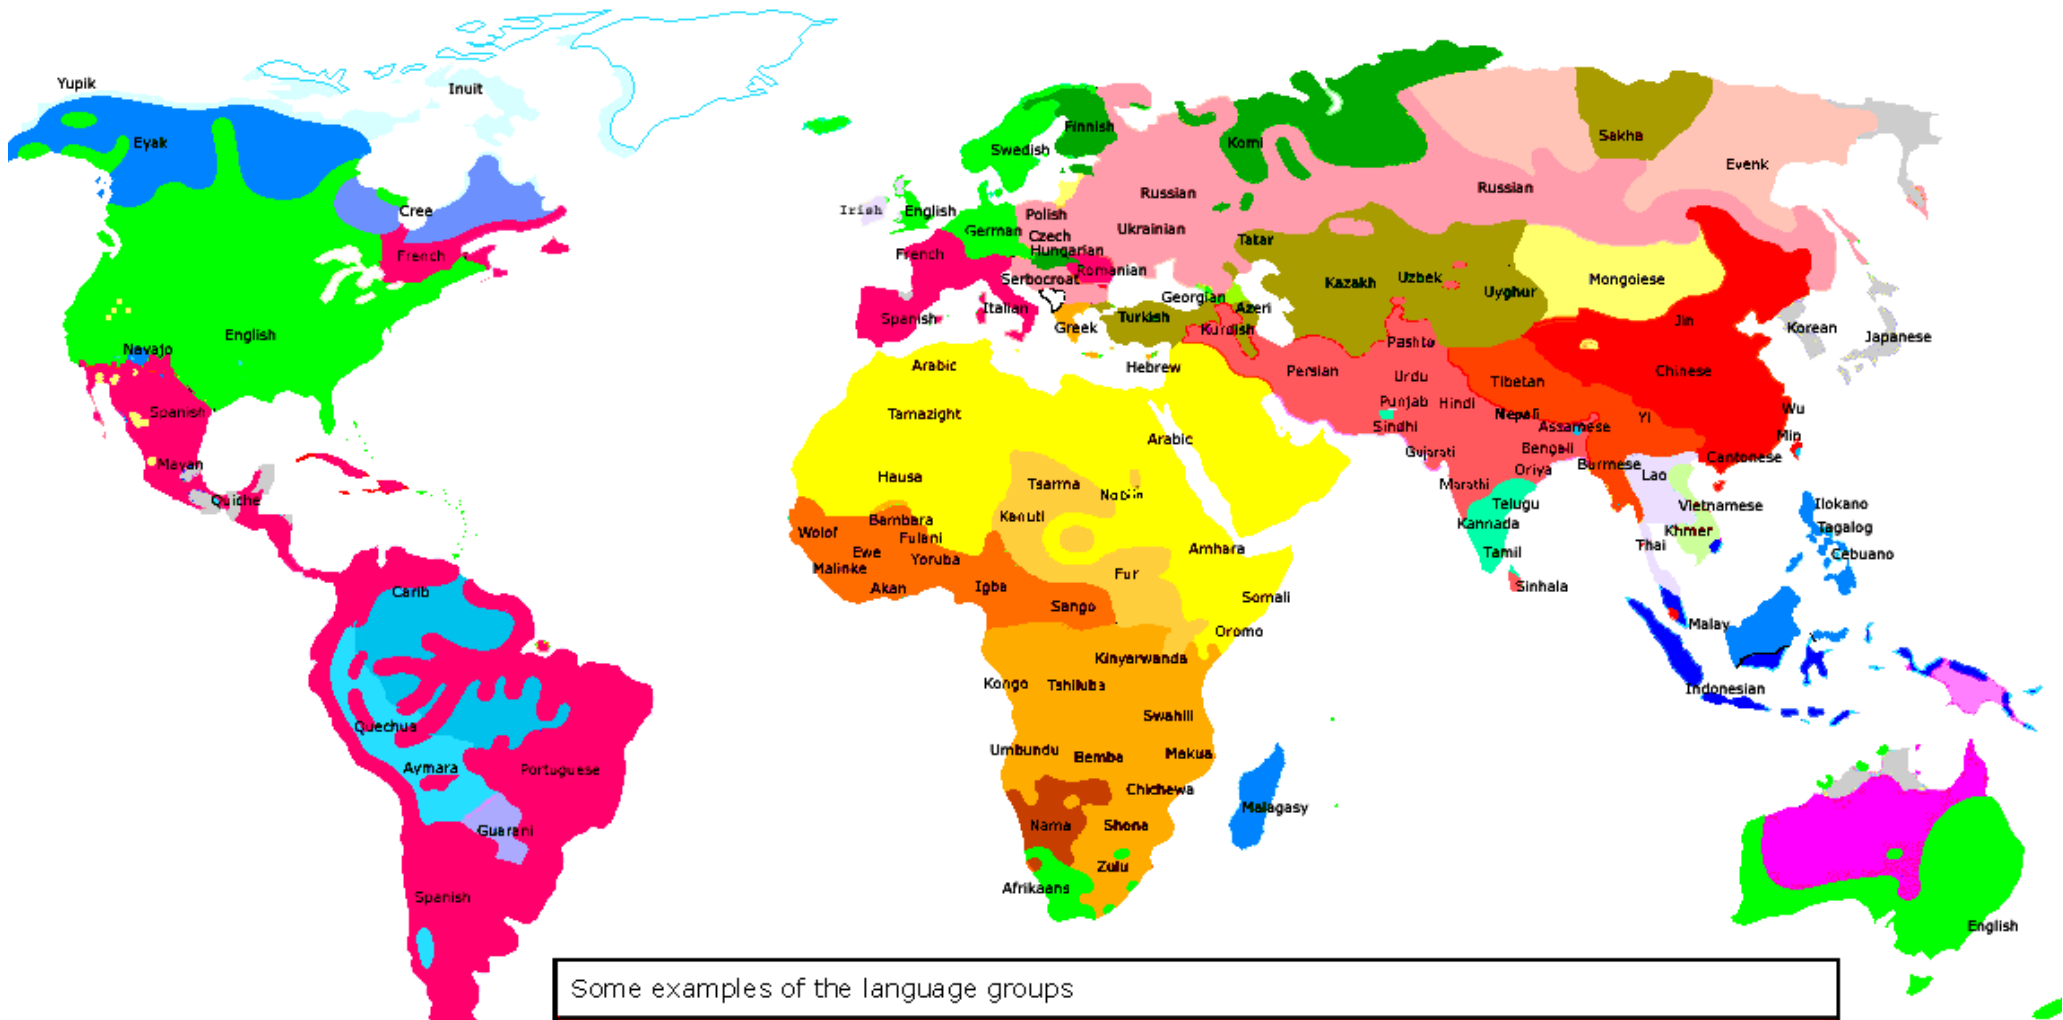 Yupik
Inuit
Eyak
Cree
French
English
Navajo
Spanish
Mayan
Quiche
Carib
Quechua
Aymara
Portuguese
Guarani
Spanish
Finnish
Swedish
Irish
English
German
Polish
Czech
Hungarian
French
Romanian
Serbocroat
Italian
Spanish
Greek
Russian
Ukrainian
Komi
Sakha
Evenk
Russian
Tatar
Kazakh
Uzbek
Uyghur
Mongolese
Georgian
Azeri
Turkish
Kurdish
Jin
Korean
Japanese
Pashto
Persian
Urdu
Tibetan
Chinese
Punjab
Hindi
Nepali
Yi
Wu
Sindhi
Assamese
Min
Gujarati
Bengali
Oriya
Burmese
Cantonese
Lao
Marathi
Telugu
Vietnamese
Kannada
Khmer
Tamil
Thai
Sinhala
Ilokano
Tagalog
Cebuano
Malay
Indonesian
Arabic
Hebrew
Tamazight
Arabic
Hausa
Tsarma
Kanuti
Wolof
Bambara
Fulani
Ewe
Yoruba
Malinke
Akan
Igba
Sango
Fur
Amhara
Somali
Oromo
Kinyarwanda
Kongo
Tshiluba
Swahili
Umbundu
Bemba
Makua
Chichewa
Malagasy
Nama
Shona
Zulu
Afrikaans
English
Some examples of the language groups